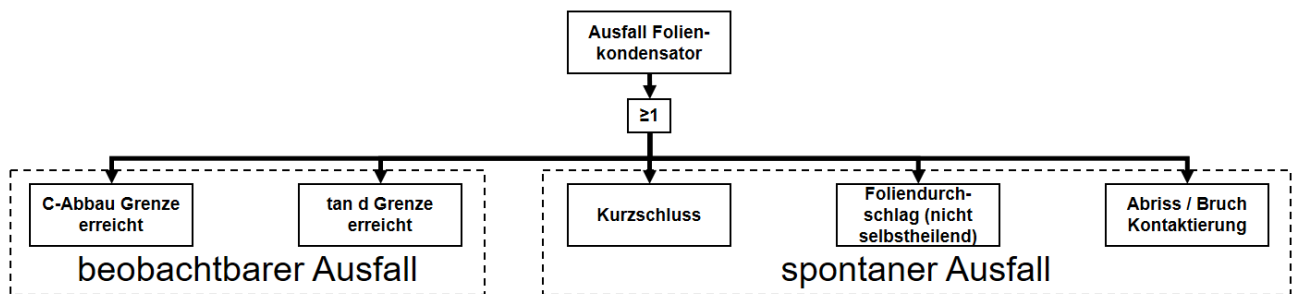 Ausfall Folien-
kondensator
≥1
C-Abbau Grenze
erreicht
tan d Grenze
erreicht
Kurzschluss
Foliendurch-
schlag (nicht
selbstheilend)
Abriss / Bruch
Kontaktierung
beobachtbarer Ausfall
spontaner Ausfall